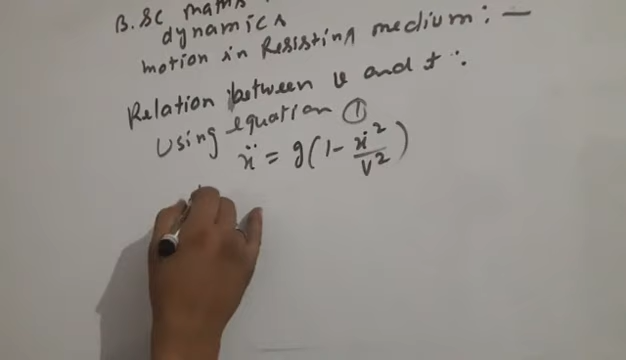 B.SC maths
dynamics
motion in Resisting medium : —
Relation between v and t :
Using equation ①
ẍ = g(1 - ẋ²/V²)